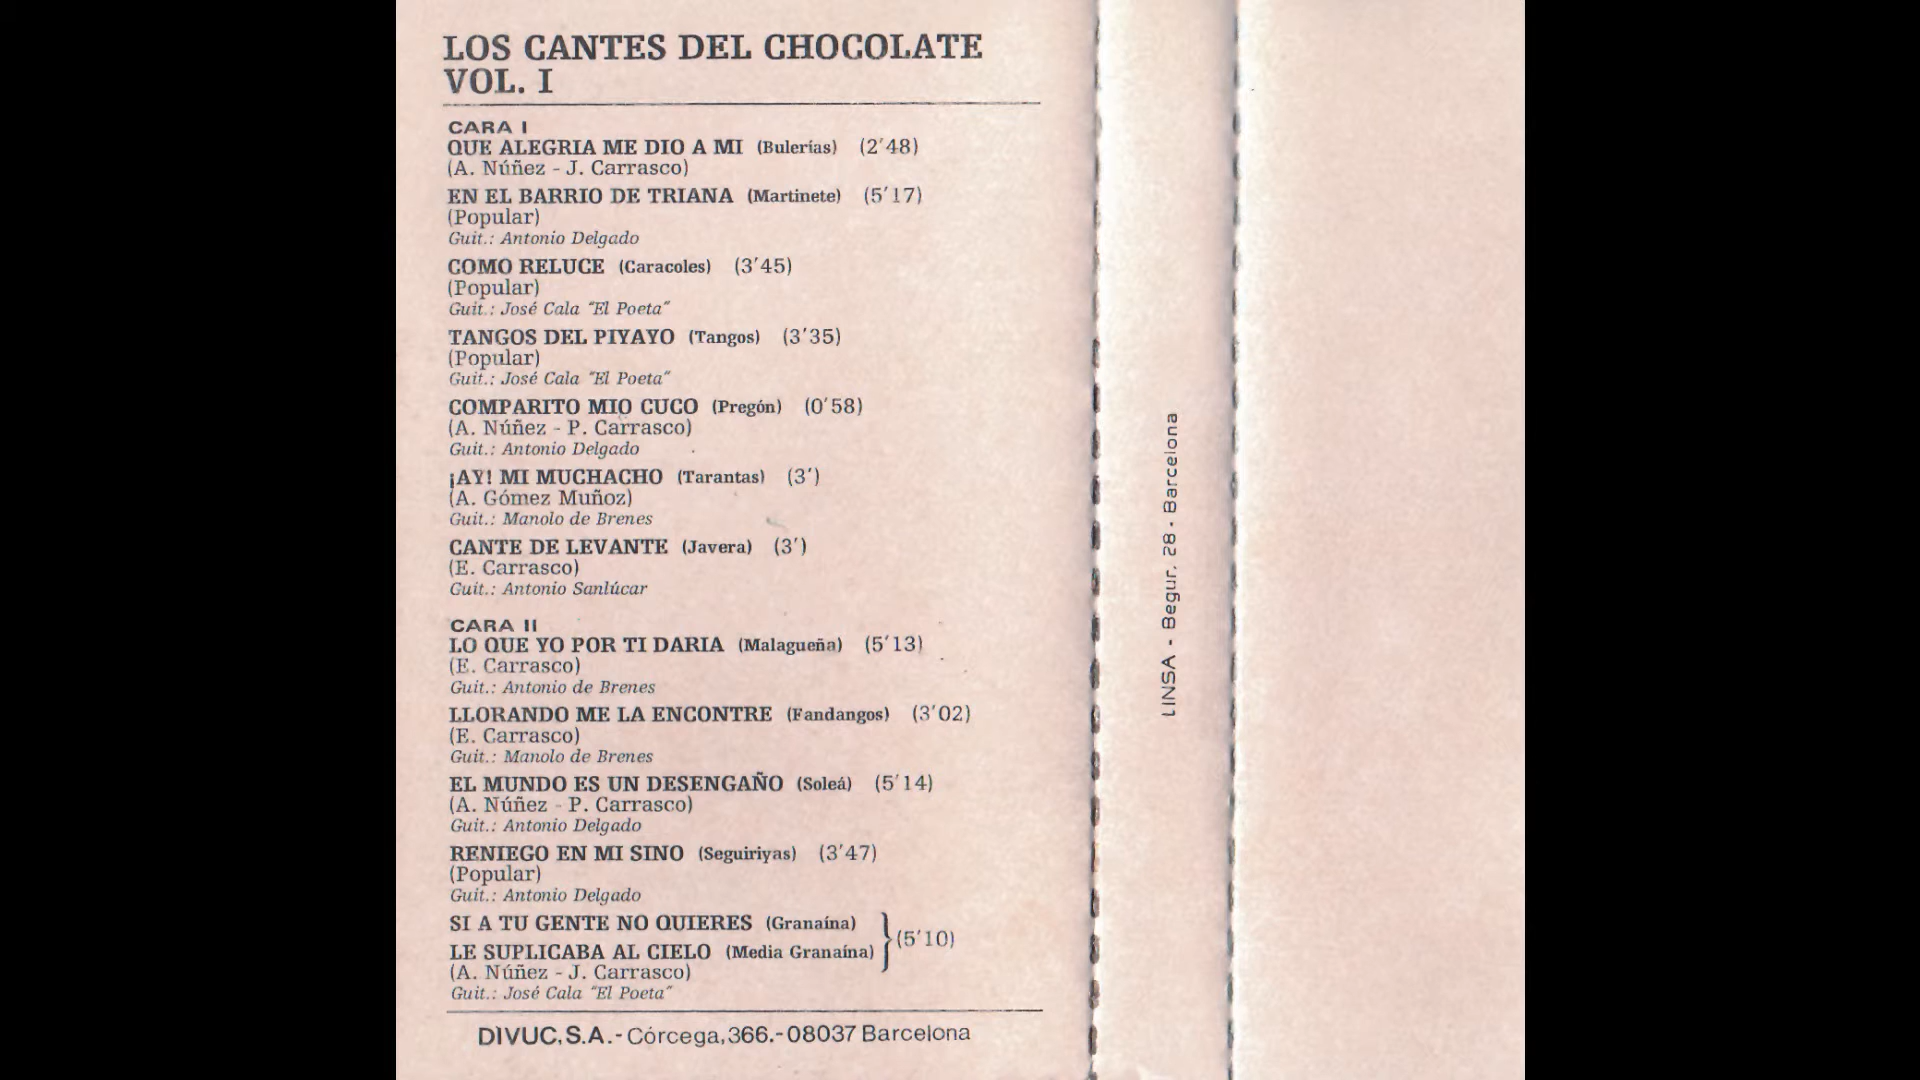 LOS CANTES DEL CHOCOLATE
VOL. I
CARA I
QUE ALEGRIA ME DIO A MI (Bulerías) (2'48)
(A. Núñez - J. Carrasco)
EN EL BARRIO DE TRIANA (Martinete) (5'17)
(Popular)
Guit.: Antonio Delgado
COMO RELUCE (Caracoles) (3'45)
(Popular)
Guit.: José Cala "El Poeta"
TANGOS DEL PIYAYO (Tangos) (3'35)
(Popular)
Guit.: José Cala "El Poeta"
COMPARITO MIO CUCO (Pregón) (0'58)
(A. Núñez - P. Carrasco)
Guit.: Antonio Delgado
¡AY! MI MUCHACHO (Tarantas) (3')
(A. Gómez Muñoz)
Guit.: Manolo de Brenes
CANTE DE LEVANTE (Javera) (3')
(E. Carrasco)
Guit.: Antonio Sanlúcar
CARA II
LO QUE YO POR TI DARIA (Malagueña) (5'13)
(E. Carrasco)
Guit.: Antonio de Brenes
LLORANDO ME LA ENCONTRE (Fandangos) (3'02)
(E. Carrasco)
Guit.: Manolo de Brenes
EL MUNDO ES UN DESENGAÑO (Soleá) (5'14)
(A. Núñez - P. Carrasco)
Guit.: Antonio Delgado
RENIEGO EN MI SINO (Seguiriyas) (3'47)
(Popular)
Guit.: Antonio Delgado
SI A TU GENTE NO QUIERES (Granaína)
LE SUPLICABA AL CIELO (Media Granaína) (5'10)
(A. Núñez - J. Carrasco)
Guit.: José Cala "El Poeta"
DIVUC, S.A. - Córcega, 366. - 08037 Barcelona
LINSA - Begur, 28 - Barcelona